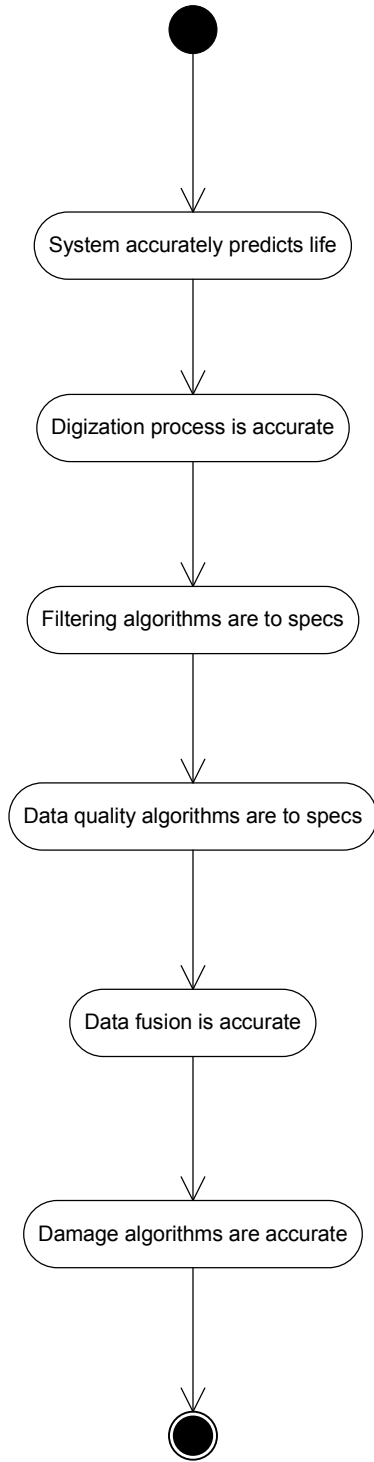 System accurately predicts life
Digization process is accurate
Filtering algorithms are to specs
Data quality algorithms are to specs
Data fusion is accurate
Damage algorithms are accurate